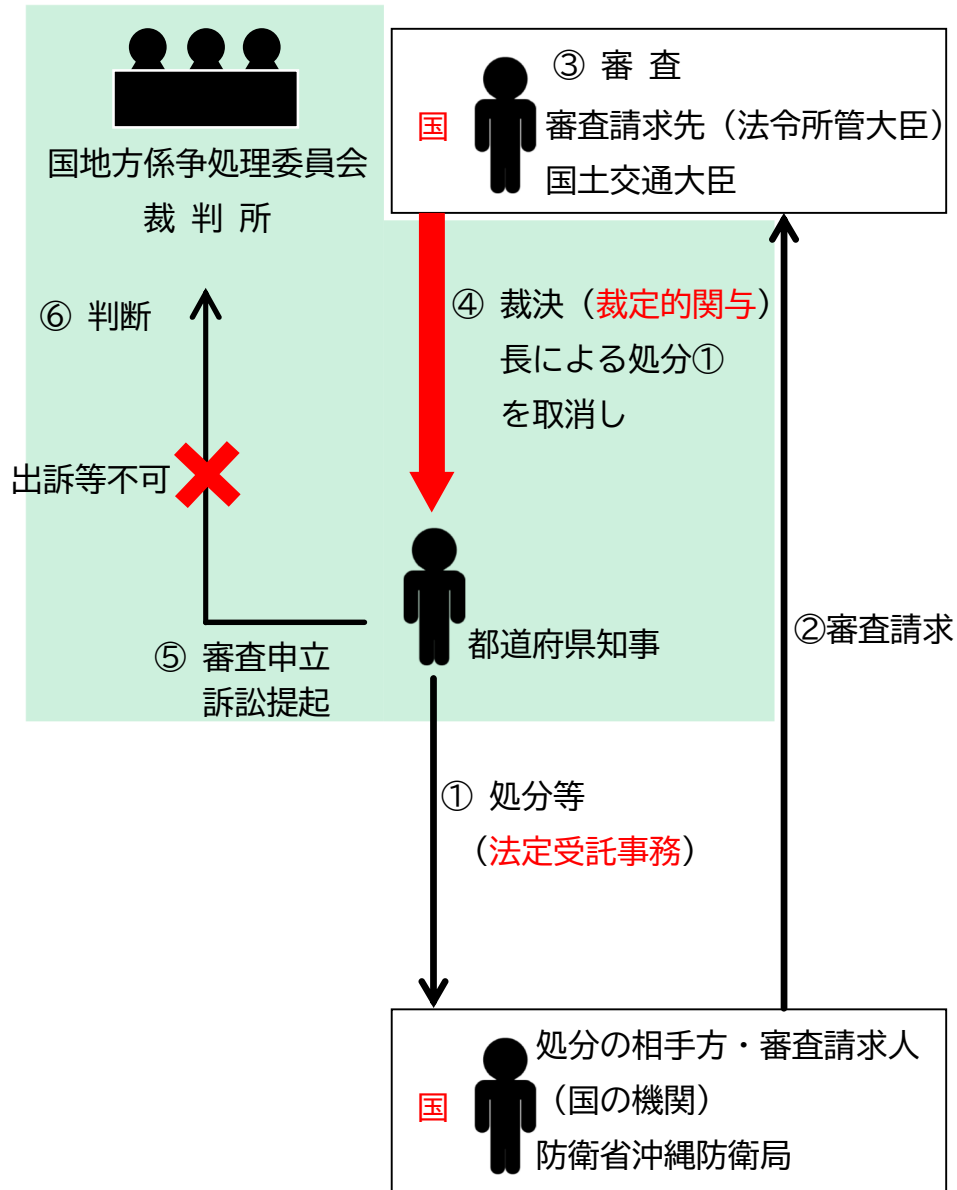 国地方係争処理委員会
裁 判 所
国
③ 審 査
審査請求先（法令所管大臣）
国土交通大臣
④ 裁決（裁定的関与）
長による処分①
を取消し
⑥ 判断
出訴等不可
⑤ 審査申立
訴訟提起
都道府県知事
②審査請求
① 処分等
（法定受託事務）
国
処分の相手方・審査請求人
（国の機関）
防衛省沖縄防衛局